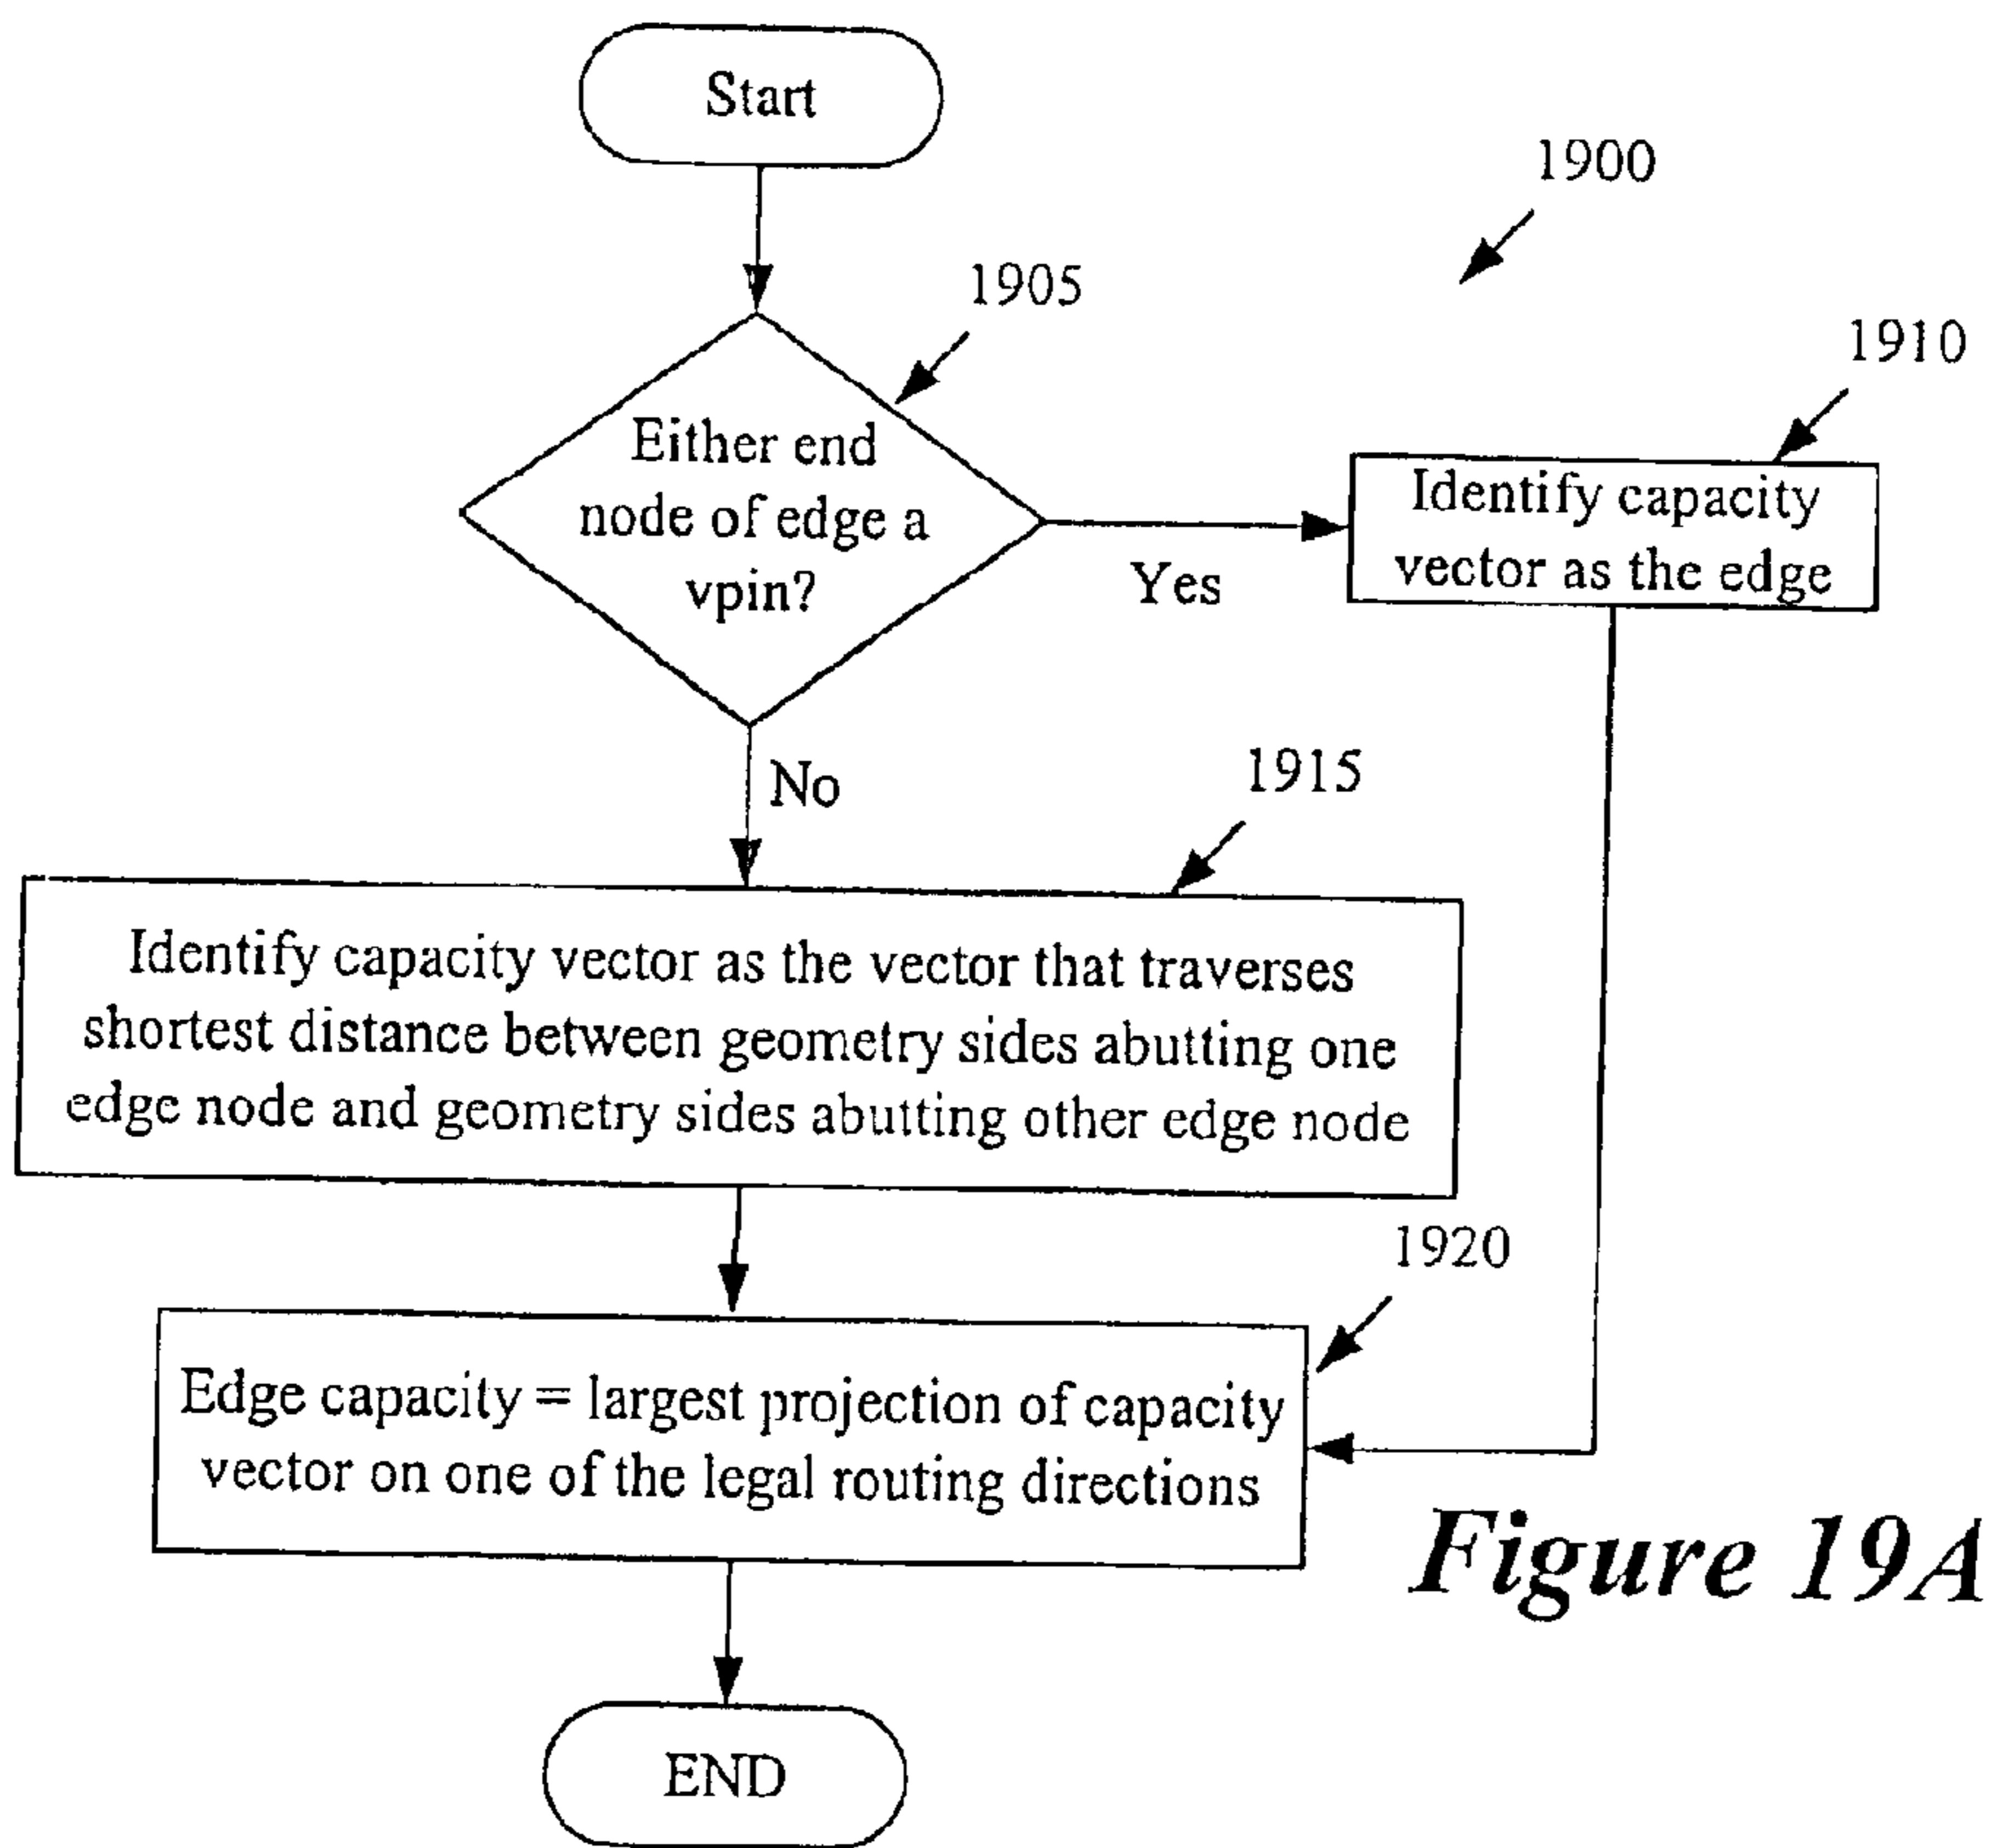 Start
1900
1905
1910
Either end
node of edge a
vpin?
Identify capacity
vector as the edge
Yes
No
1915
Identify capacity vector as the vector that traverses
shortest distance between geometry sides abutting one
edge node and geometry sides abutting other edge node
1920
Edge capacity = largest projection of capacity
vector on one of the legal routing directions
Figure 19A
END